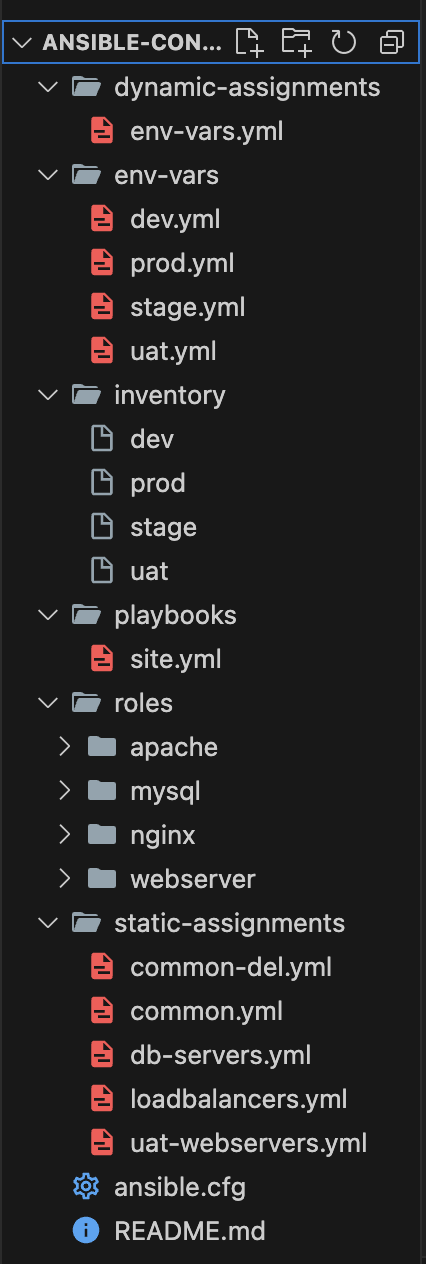 ANSIBLE-CON...
dynamic-assignments
env-vars.yml
env-vars
dev.yml
prod.yml
stage.yml
uat.yml
inventory
dev
prod
stage
uat
playbooks
site.yml
roles
apache
mysql
nginx
webserver
static-assignments
common-del.yml
common.yml
db-servers.yml
loadbalancers.yml
uat-webservers.yml
ansible.cfg
README.md